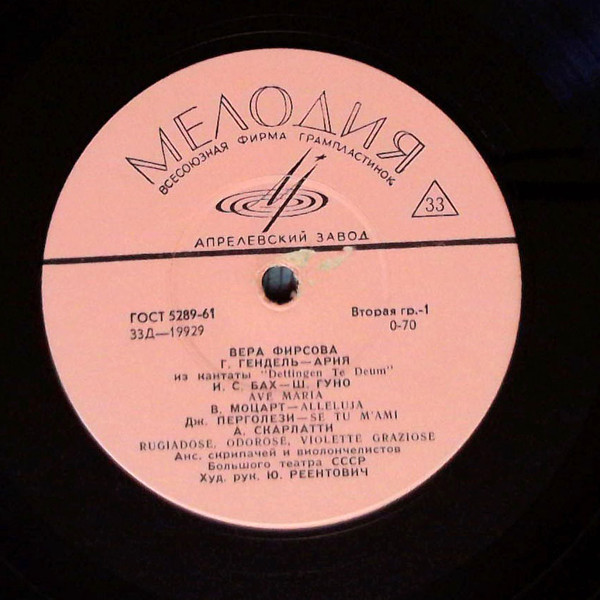 МЕЛОДИЯ
ВСЕСОЮЗНАЯ ФИРМА ГРАМПЛАСТИНОК
33
АПРЕЛЕВСКИЙ ЗАВОД
ГОСТ 5289-61
Вторая гр.-1
33Д—19929
0-70
ВЕРА ФИРСОВА
Г. ГЕНДЕЛЬ—АРИЯ
из кантаты "Dettingen Te Deum"
И. С. БАХ—Ш. ГУНО
AVE MARIA
В. МОЦАРТ—ALLELUJA
Дж. ПЕРГОЛЕЗИ—SE TU M'AMI
А. СКАРЛАТТИ
RUGIADOSE, ODOROSE, VIOLETTE GRAZIOSE
Анс. скрипачей и виолончелистов
Большого театра СССР
Худ. рук. Ю. РЕЕНТОВИЧ